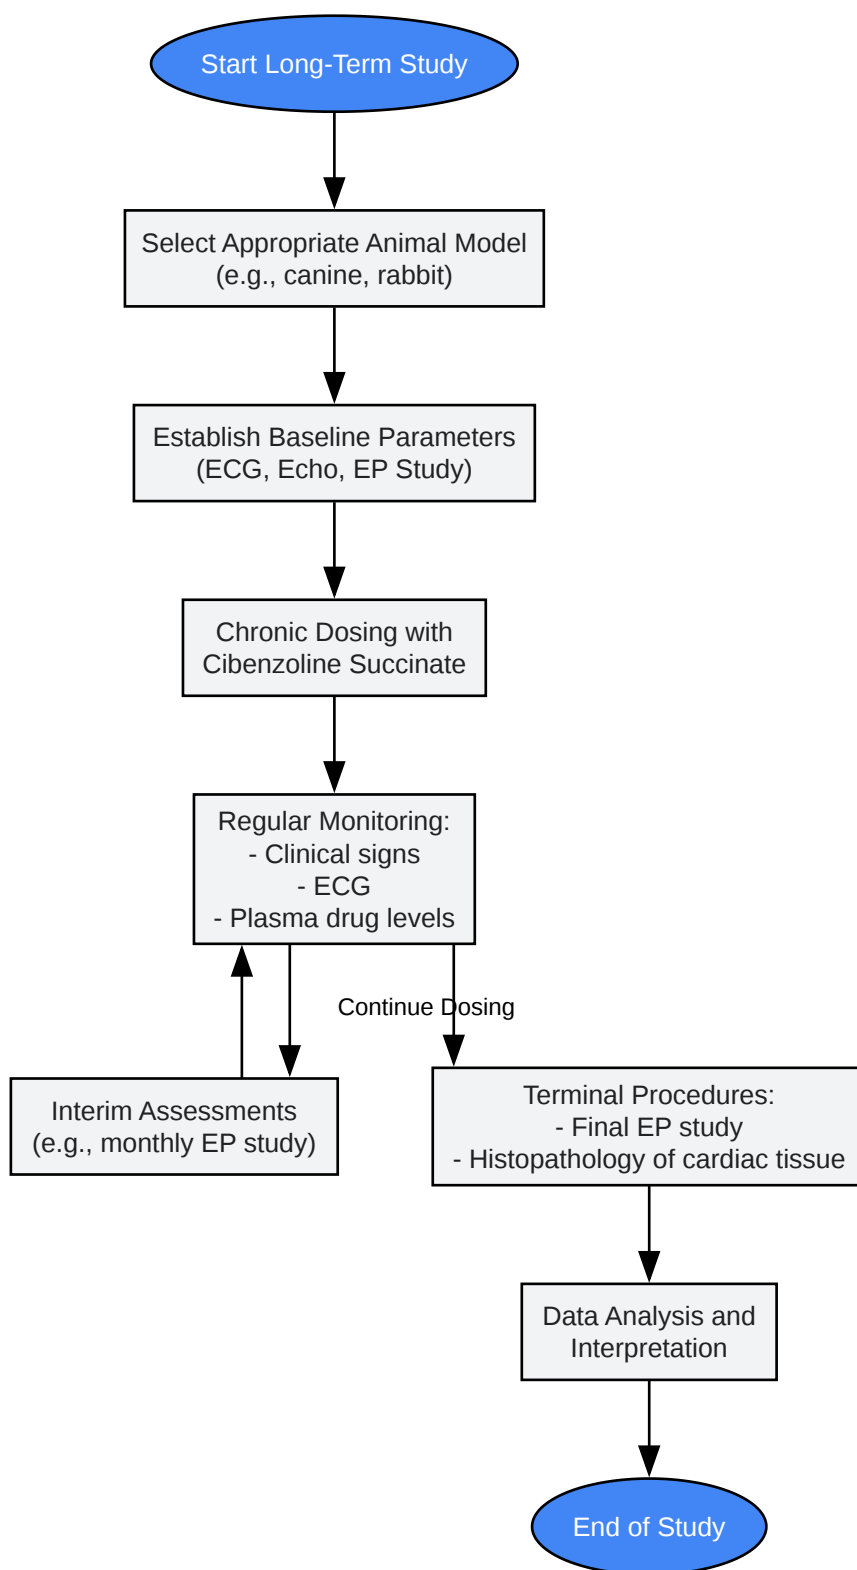 Start Long-Term Study
Select Appropriate Animal Model
(e.g., canine, rabbit)
Establish Baseline Parameters
(ECG, Echo, EP Study)
Chronic Dosing with
Cibenzoline Succinate
Regular Monitoring:
- Clinical signs
- ECG
- Plasma drug levels
Continue Dosing
Interim Assessments
(e.g., monthly EP study)
Terminal Procedures:
- Final EP study
- Histopathology of cardiac tissue
Data Analysis and
Interpretation
End of Study